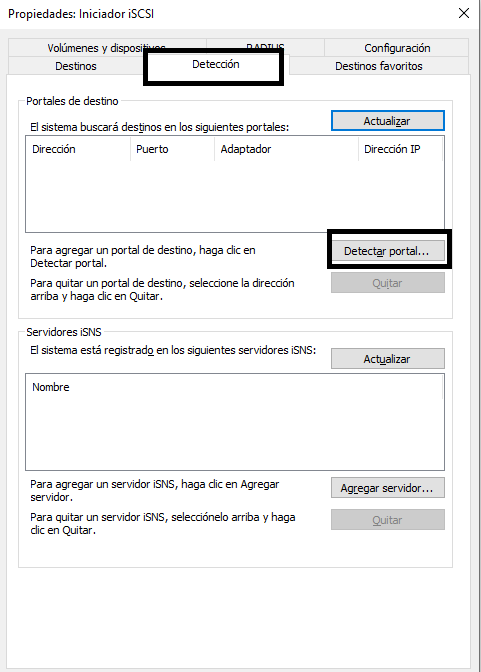 Propiedades: Iniciador iSCSI
Volúmenes y dispositivos
RADIUS
Configuración
Destinos
Detección
Destinos favoritos
Portales de destino
El sistema buscará destinos en los siguientes portales:
Actualizar
Dirección
Puerto
Adaptador
Dirección IP
Para agregar un portal de destino, haga clic en
Detectar portal.
Detectar portal...
Para quitar un portal de destino, seleccione la dirección
arriba y haga clic en Quitar.
Quitar
Servidores iSNS
El sistema está registrado en los siguientes servidores iSNS:
Actualizar
Nombre
Para agregar un servidor iSNS, haga clic en Agregar
servidor.
Agregar servidor...
Para quitar un servidor iSNS, selecciónelo arriba y haga
clic en Quitar.
Quitar